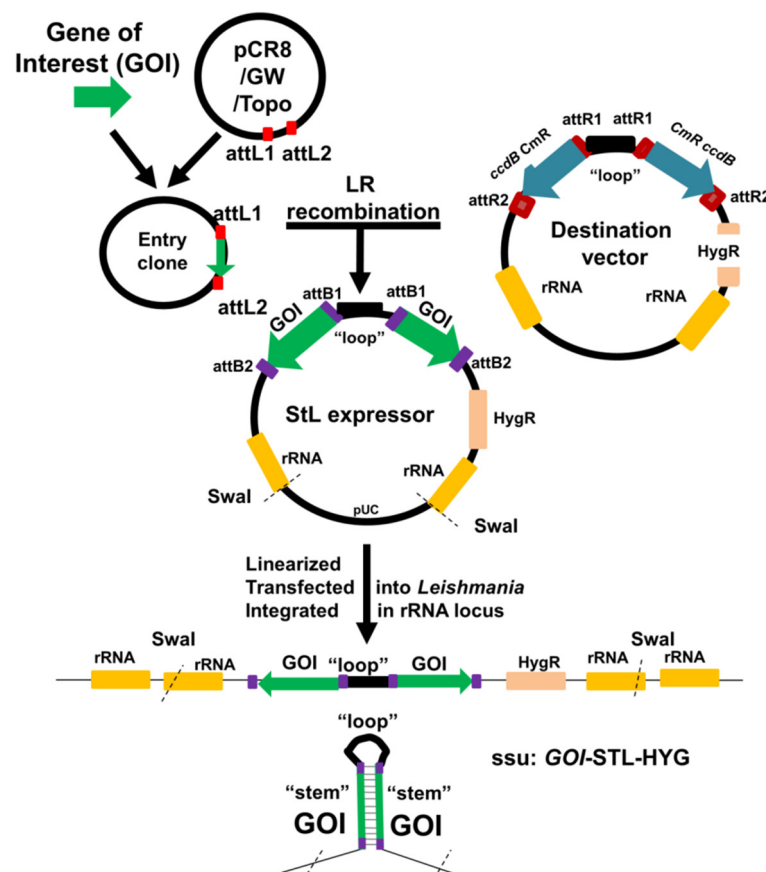 Gene of
Interest (GOI)
pCR8
/GW
/Topo
attL1 attL2
attL1
Entry
clone
attL2
LR
recombination
attR1 attR1
ccdB CmR
CmR ccdB
"loop"
attR2
attR2
Destination
vector
HygR
rRNA
rRNA
attB1
attB1
GOI
GOI
"loop"
attB2
attB2
StL expressor
HygR
rRNA
rRNA
SwaI
SwaI
pUC
Linearized
Transfected into Leishmania
Integrated in rRNA locus
SwaI
SwaI
rRNA
rRNA
GOI
"loop"
GOI
HygR
rRNA
rRNA
"loop"
ssu: GOI-STL-HYG
"stem"
"stem"
GOI
GOI